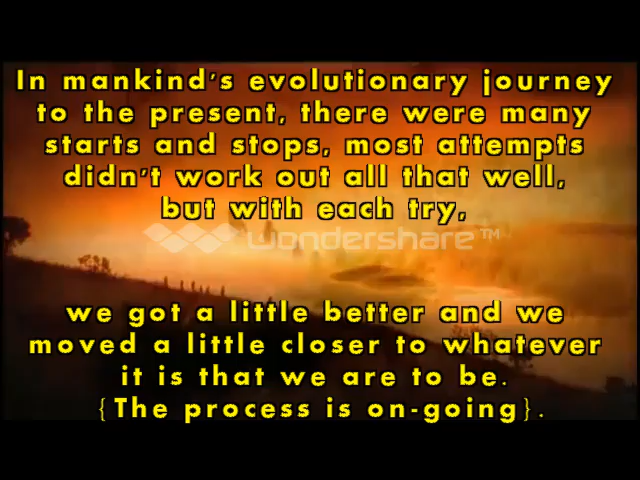 In mankind's evolutionary journey
to the present, there were many
starts and stops, most attempts
didn't work out all that well,
but with each try,
wondershare™
we got a little better and we
moved a little closer to whatever
it is that we are to be.
{The process is on-going}.